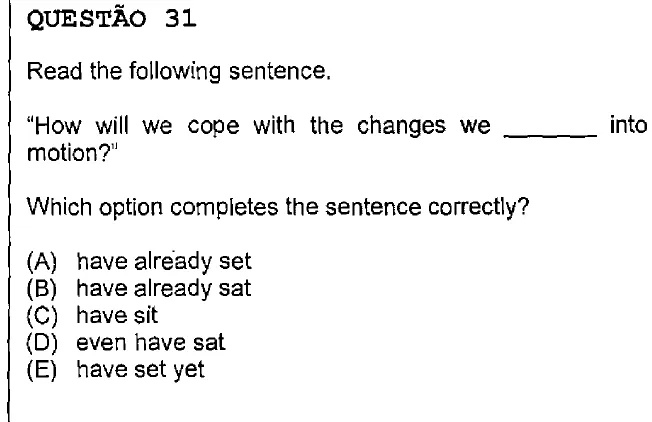 QUESTÃO 31
Read the following sentence.
"How will we cope with the changes we ______ into
motion?"
Which option completes the sentence correctly?
(A) have already set
(B) have already sat
(C) have sit
(D) even have sat
(E) have set yet